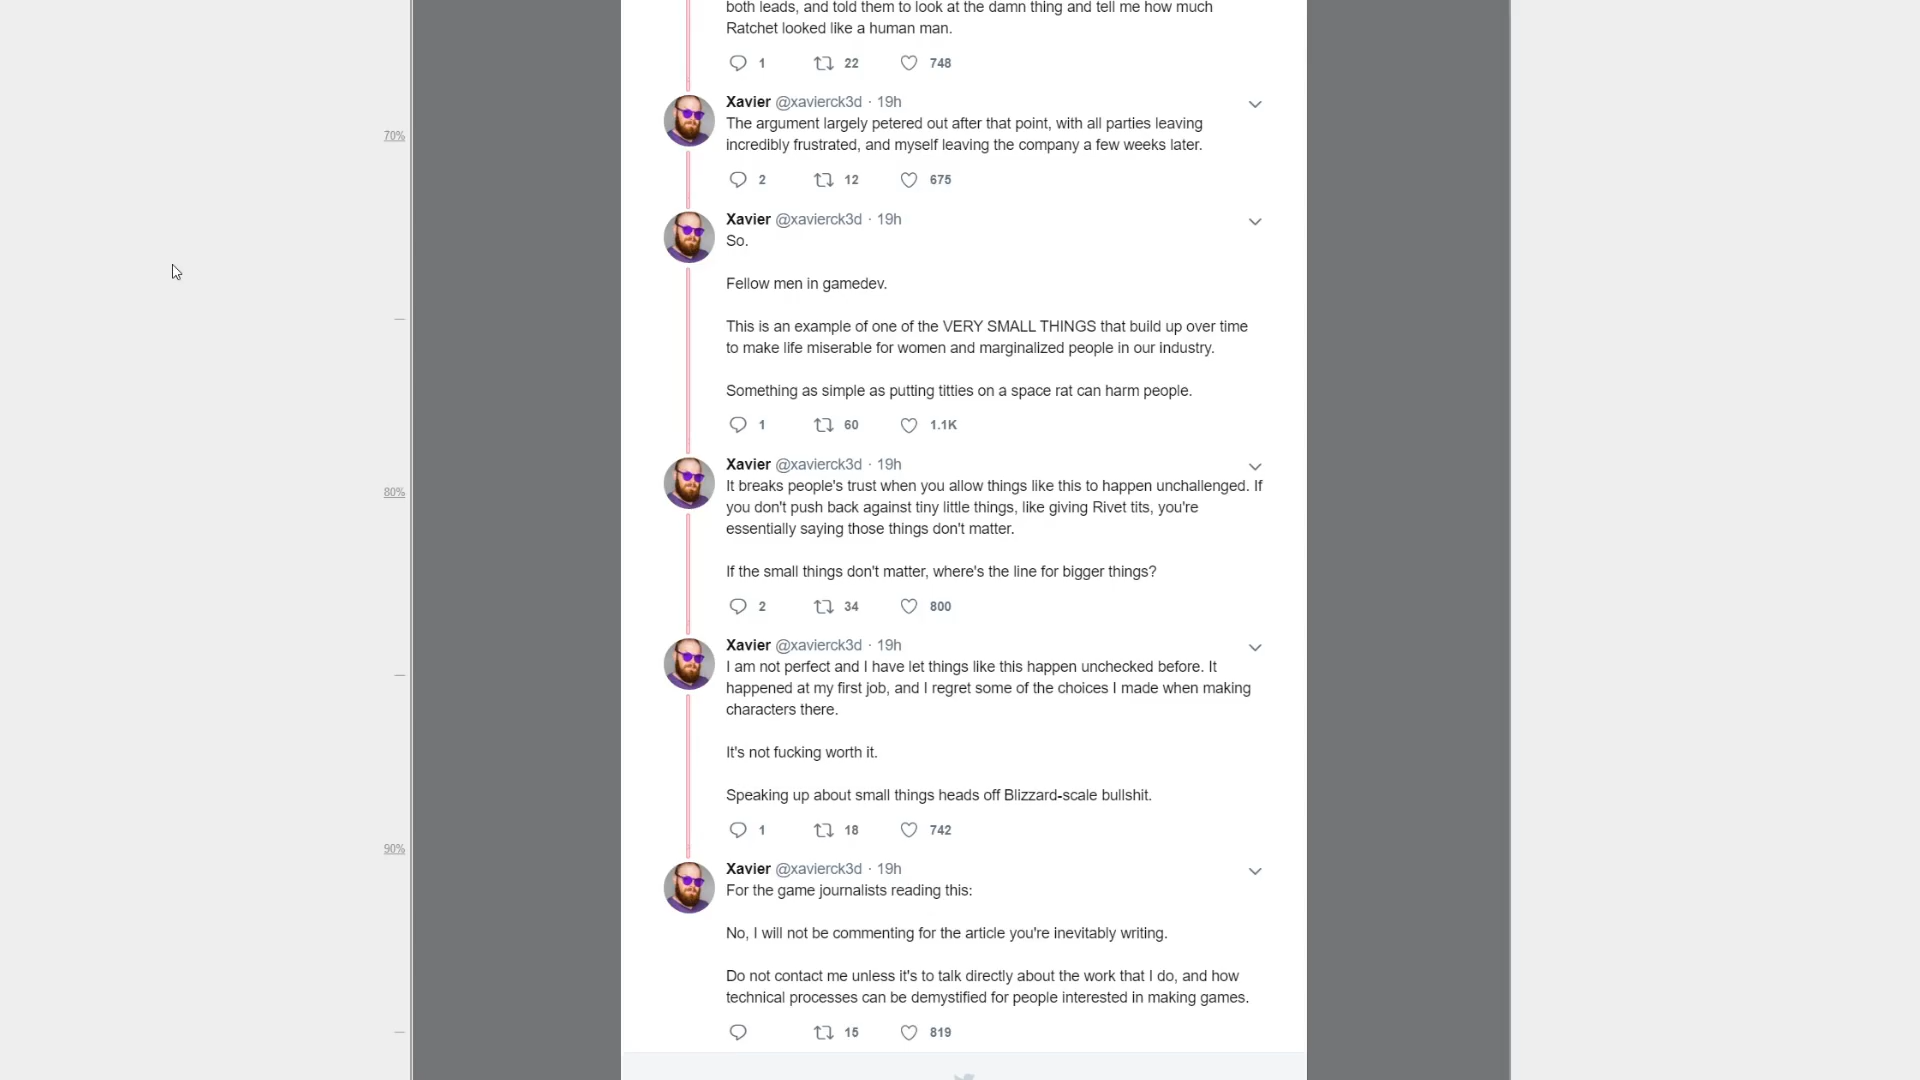 both leads, and told them to look at the damn thing and tell me how much
Ratchet looked like a human man.
1 22 748
Xavier @xavierck3d · 19h
The argument largely petered out after that point, with all parties leaving
incredibly frustrated, and myself leaving the company a few weeks later.
70%
2 12 675
Xavier @xavierck3d · 19h
So.
Fellow men in gamedev.
This is an example of one of the VERY SMALL THINGS that build up over time
to make life miserable for women and marginalized people in our industry.
Something as simple as putting titties on a space rat can harm people.
1 60 1.1K
Xavier @xavierck3d · 19h
It breaks people's trust when you allow things like this to happen unchallenged. If
80%
you don't push back against tiny little things, like giving Rivet tits, you're
essentially saying those things don't matter.
If the small things don't matter, where's the line for bigger things?
2 34 800
Xavier @xavierck3d · 19h
I am not perfect and I have let things like this happen unchecked before. It
happened at my first job, and I regret some of the choices I made when making
characters there.
It's not fucking worth it.
Speaking up about small things heads off Blizzard-scale bullshit.
1 18 742
90%
Xavier @xavierck3d · 19h
For the game journalists reading this:
No, I will not be commenting for the article you're inevitably writing.
Do not contact me unless it's to talk directly about the work that I do, and how
technical processes can be demystified for people interested in making games.
15 819